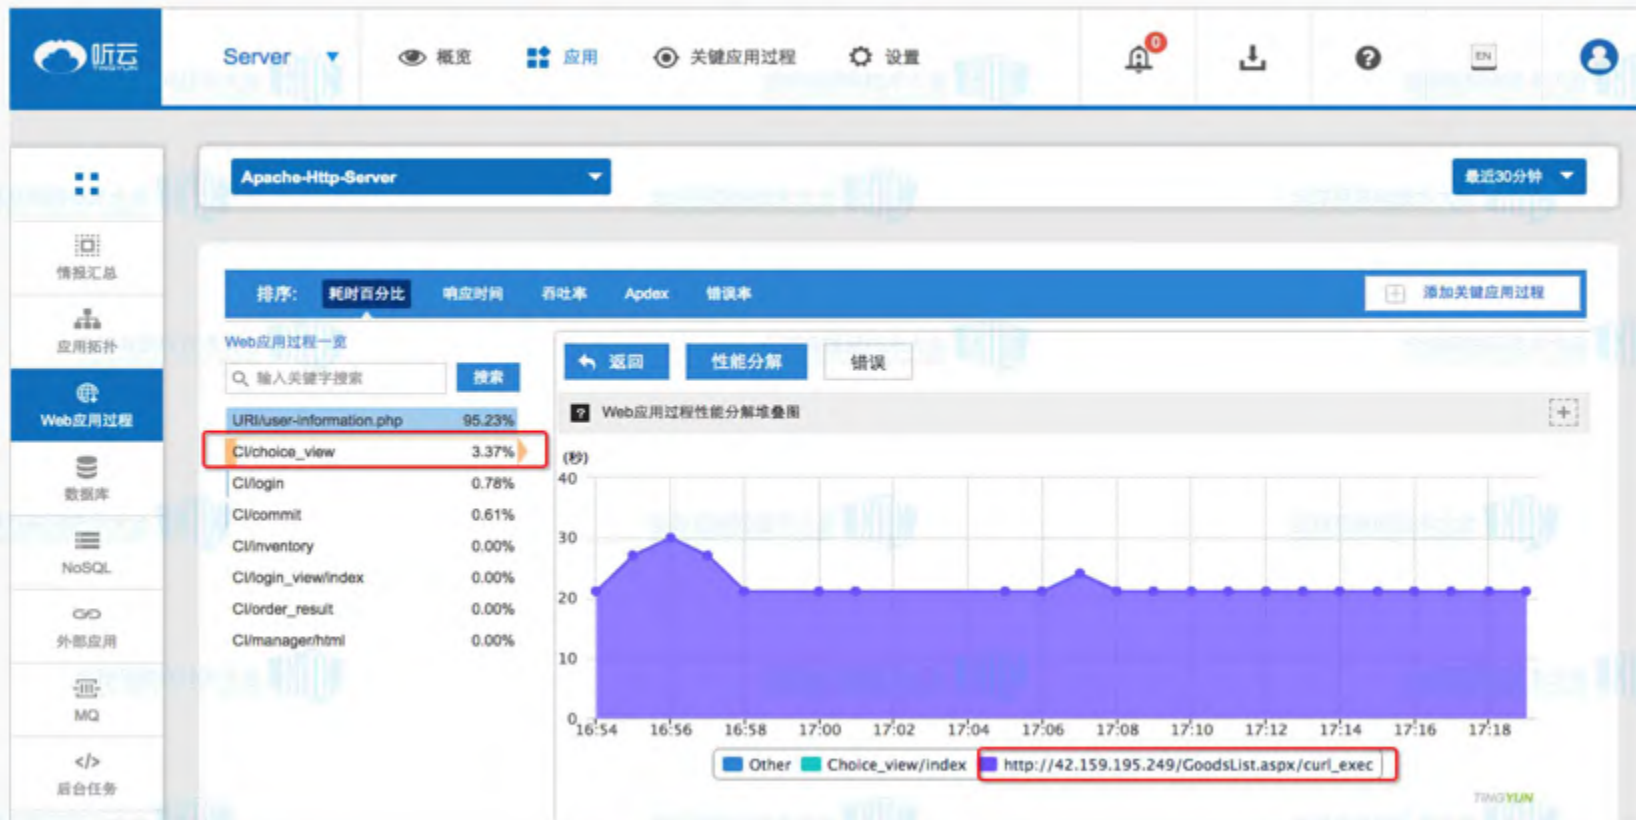 听云
TINGYUN
Server
概览
应用
关键应用过程
设置
0
EN
Apache-Http-Server
最近30分钟
情报汇总
应用拓扑
Web应用过程
数据库
NoSQL
外部应用
MQ
</>
后台任务
排序: 耗时百分比 响应时间 吞吐率 Apdex 错误率
添加关键应用过程
Web应用过程一览
输入关键字搜索 搜索
URI/user-information.php 95.23%
CI/choice_view 3.37%
CI/login 0.78%
CI/commit 0.61%
CI/inventory 0.00%
CI/login_view/index 0.00%
CI/order_result 0.00%
CI/manager/html 0.00%
返回 性能分解 错误
? Web应用过程性能分解堆叠图
(秒)
40
30
20
10
0
16:54 16:56 16:58 17:00 17:02 17:04 17:06 17:08 17:10 17:12 17:14 17:16 17:18
Other Choice_view/index http://42.159.195.249/GoodsList.aspx/curl_exec
TINGYUN